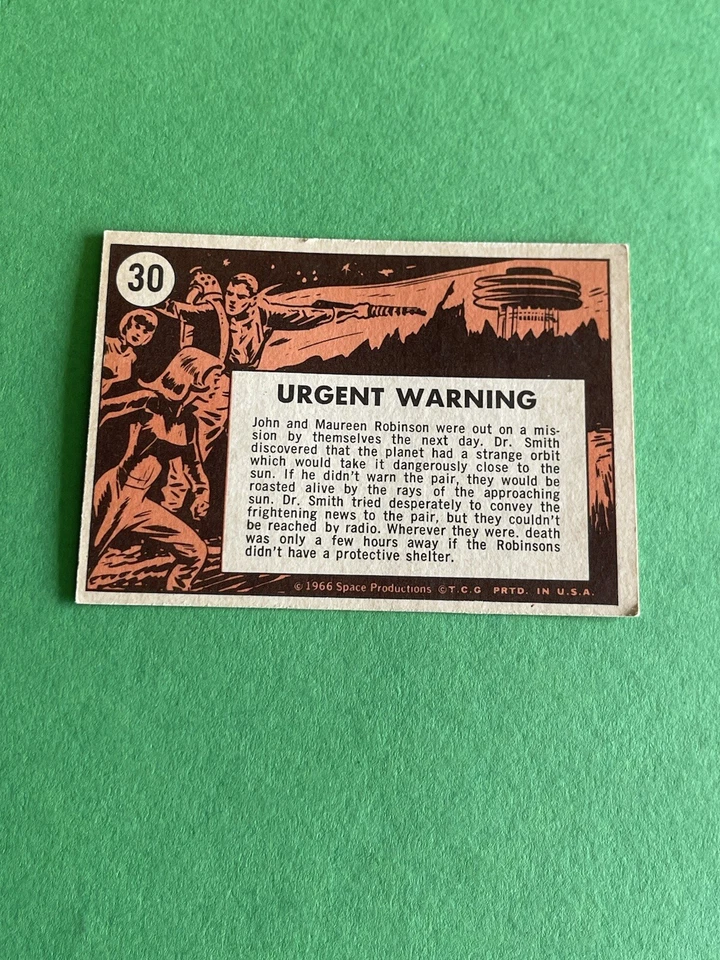 30
URGENT WARNING
John and Maureen Robinson were out on a mis-
sion by themselves the next day. Dr. Smith
discovered that the planet had a strange orbit
which would take it dangerously close to the
sun. If he didn't warn the pair, they would be
roasted alive by the rays of the approaching
sun. Dr. Smith tried desperately to convey the
frightening news to the pair, but they couldn't
be reached by radio. Wherever they were. death
was only a few hours away if the Robinsons
didn't have a protective shelter.
© 1966 Space Productions © T.C.G PRTD. IN U.S.A.